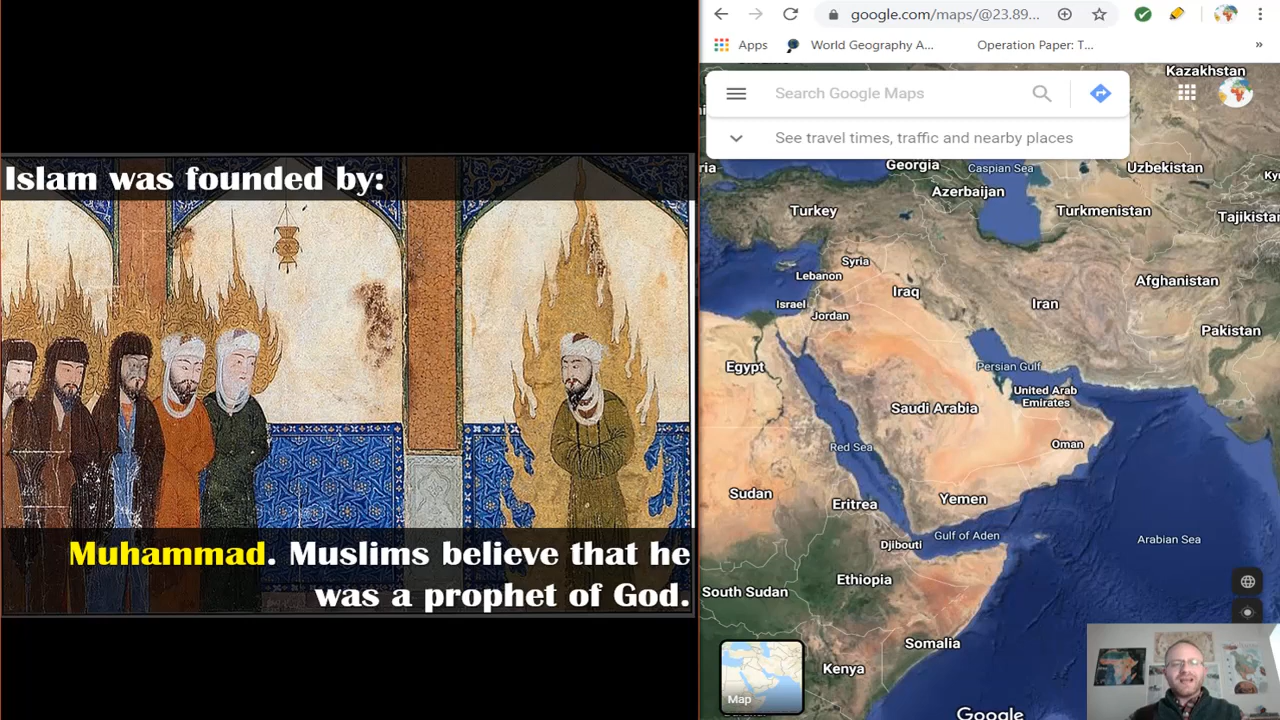 Islam was founded by:
Muhammad. Muslims believe that he
was a prophet of God.
google.com/maps/@23.89...
Apps
World Geography A...
Operation Paper: T...
»
Search Google Maps
See travel times, traffic and nearby places
Kazakhstan
Georgia
Caspian Sea
Uzbekistan
Azerbaijan
Turkey
Turkmenistan
Tajikistan
Syria
Lebanon
Afghanistan
Iraq
Israel
Iran
Jordan
Pakistan
Egypt
Persian Gulf
United Arab
Emirates
Saudi Arabia
Red Sea
Oman
Sudan
Yemen
Eritrea
Gulf of Aden
Arabian Sea
Djibouti
Ethiopia
South Sudan
Somalia
Kenya
Map
Google